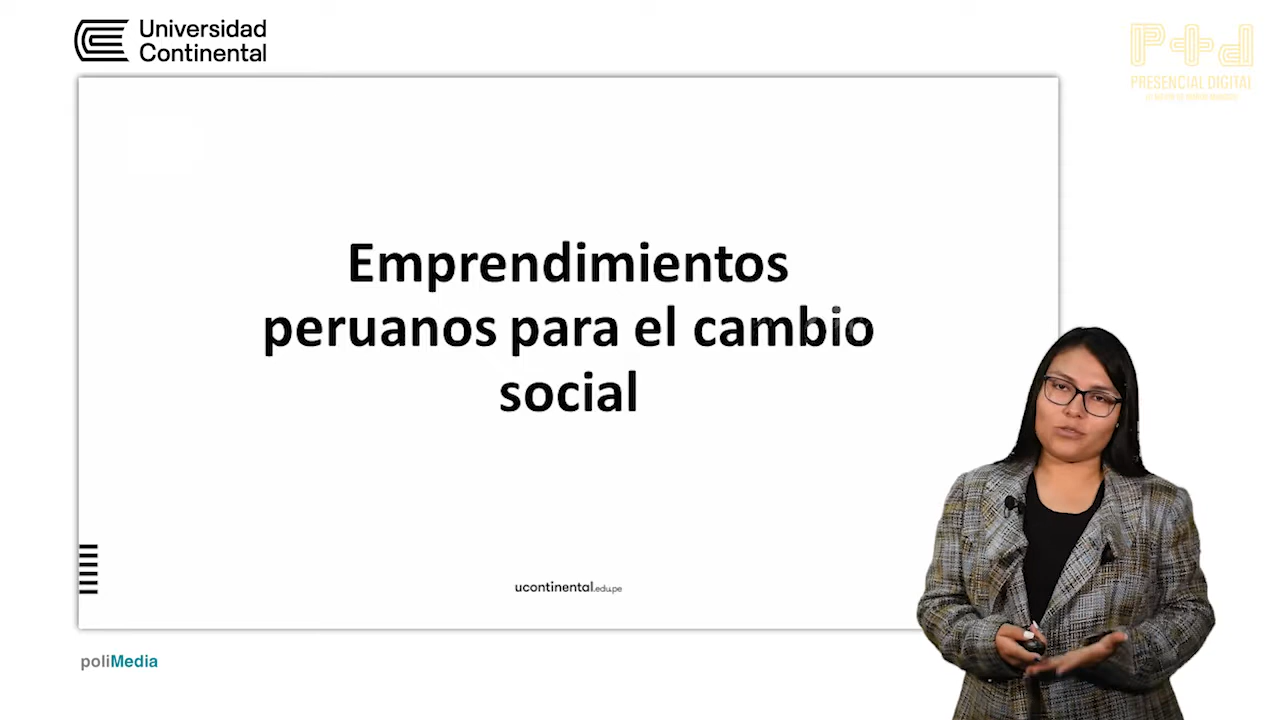 Universidad
Continental
P+d
PRESENCIAL DIGITAL
Emprendimientos
peruanos para el cambio
social
ucontinental.edu.pe
poliMedia